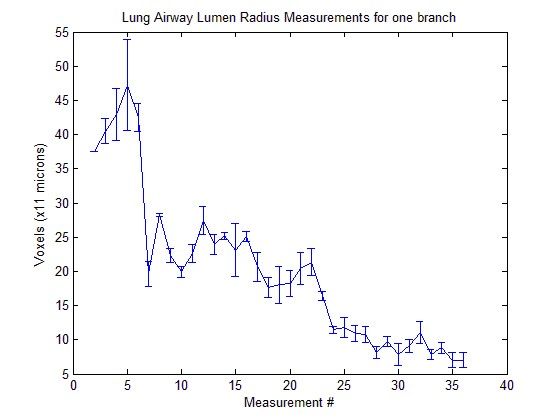 Lung Airway Lumen Radius Measurements for one branch
55
50
45
40
35
30
25
20
15
10
5
Voxels (x11 microns)
0 5 10 15 20 25 30 35 40
Measurement #